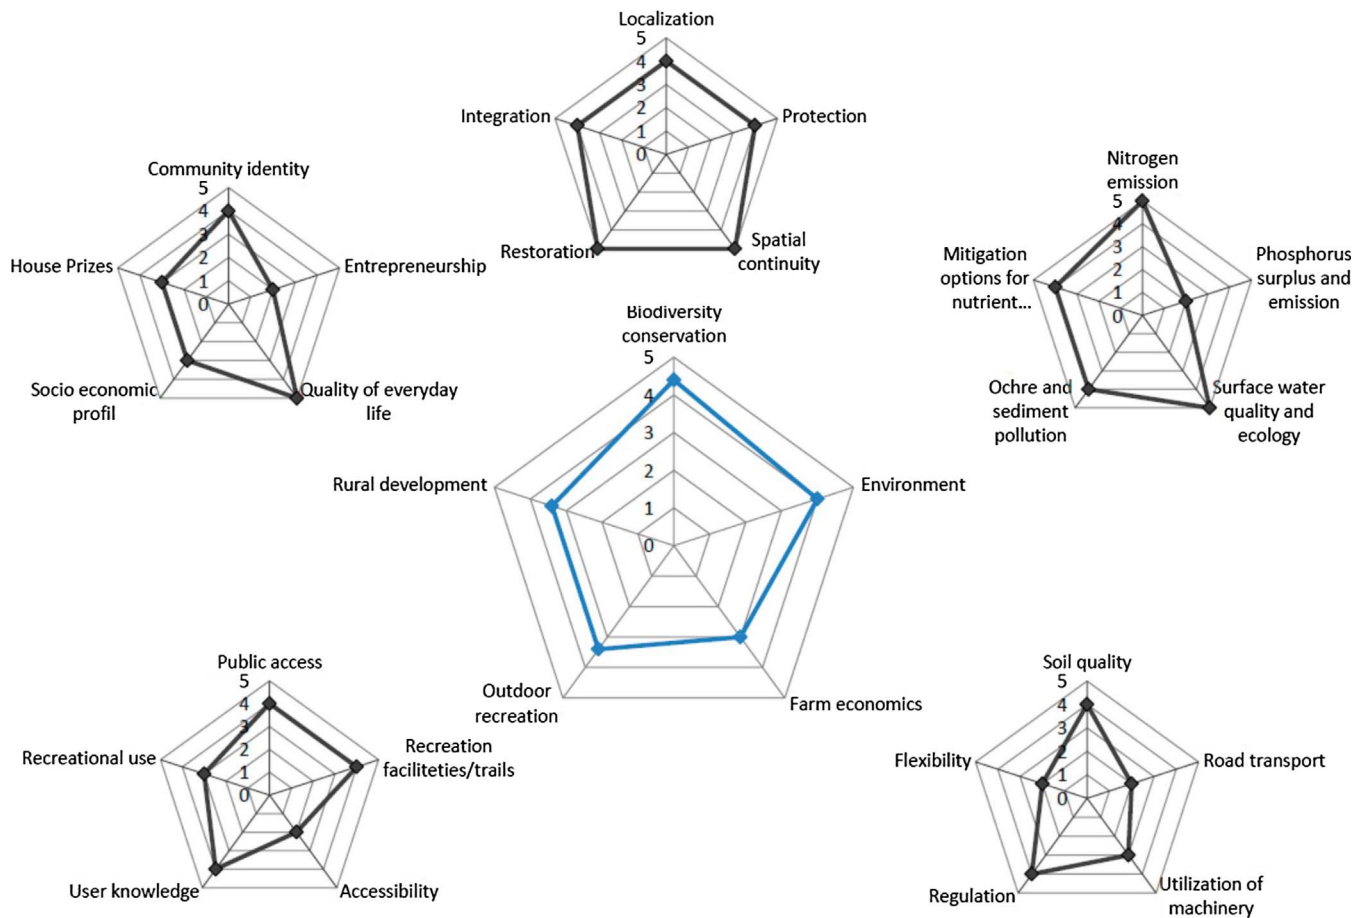 Localization
5
4
3
2
1
0
Integration
Protection
Restoration
Spatial
continuity
Community identity
5
4
3
2
1
0
House Prizes
Entrepreneurship
Socio economic
profil
Quality of everyday
life
Nitrogen
emission
5
4
3
2
1
0
Mitigation
options for
nutrient...
Phosphorus
surplus and
emission
Ochre and
sediment
pollution
Surface water
quality and
ecology
Biodiversity
conservation
5
4
3
2
1
0
Rural development
Environment
Outdoor
recreation
Farm economics
Public access
5
4
3
2
1
0
Recreational use
Recreation
faciliteties/trails
User knowledge
Accessibility
Soil quality
5
4
3
2
1
0
Flexibility
Road transport
Regulation
Utilization of
machinery